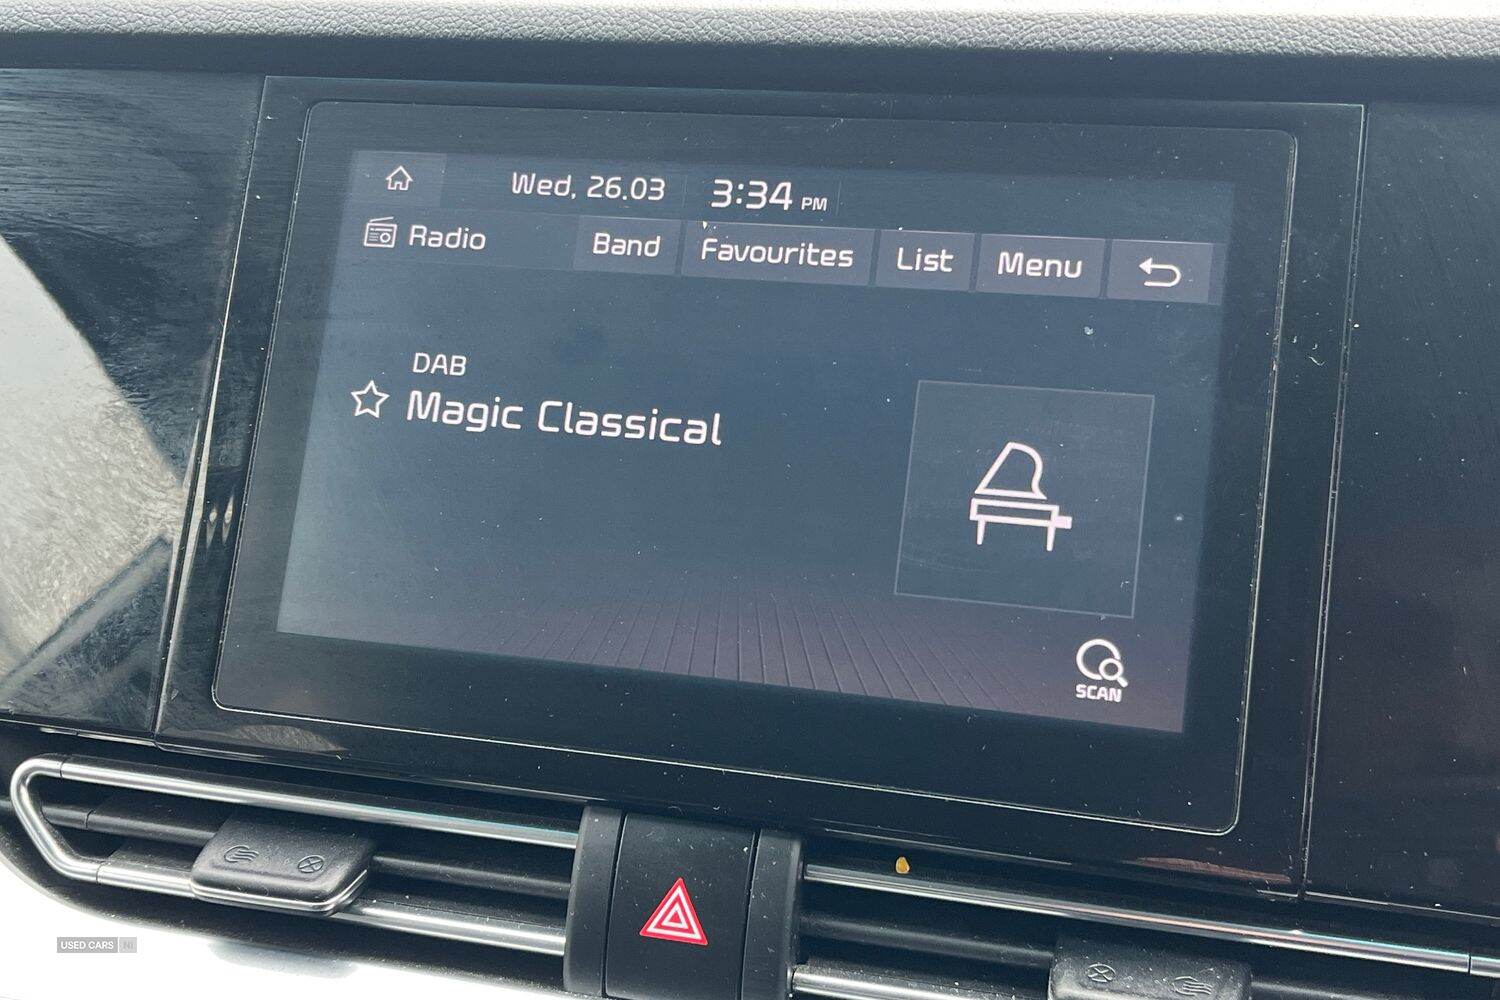 Wed, 26.03 3:34 PM
Radio Band Favourites List Menu
DAB
Magic Classical
SCAN
USED CARS NI